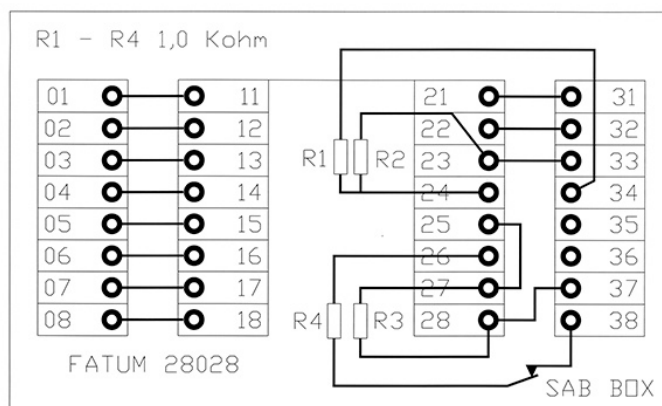 R1 - R4 1,0 Kohm
01 11 21 31
02 12 22 32
03 13 23 33
R1 R2
04 14 24 34
05 15 25 35
06 16 26 36
07 17 27 37
R4 R3
08 18 28 38
FATUM 28028
SAB BOX